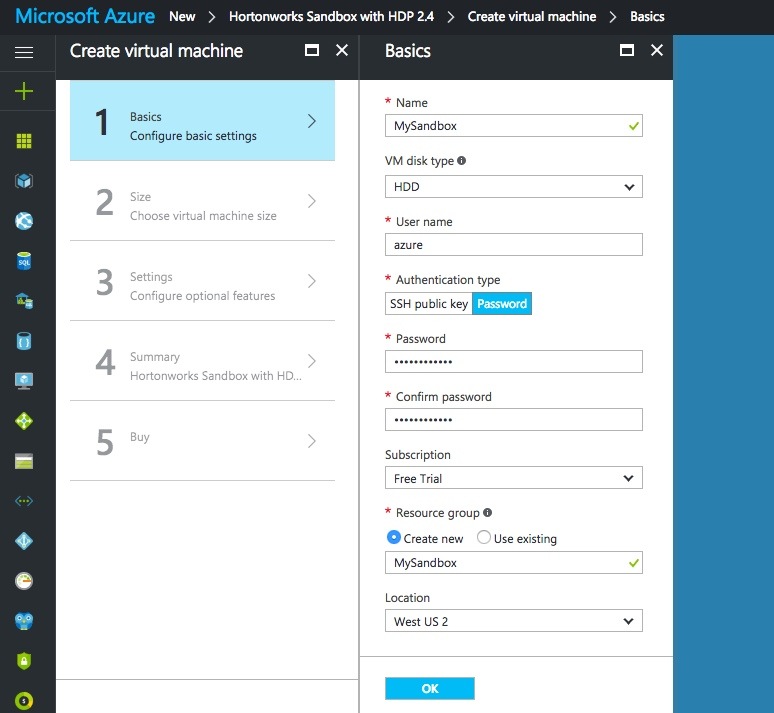 Microsoft Azure New > Hortonworks Sandbox with HDP 2.4 > Create virtual machine > Basics
Create virtual machine
1 Basics
Configure basic settings
2 Size
Choose virtual machine size
3 Settings
Configure optional features
4 Summary
Hortonworks Sandbox with HD...
5 Buy
Basics
* Name
MySandbox
VM disk type
HDD
* User name
azure
* Authentication type
SSH public key Password
* Password
••••••••••••
* Confirm password
••••••••••••
Subscription
Free Trial
* Resource group
Create new Use existing
MySandbox
Location
West US 2
OK
SQL